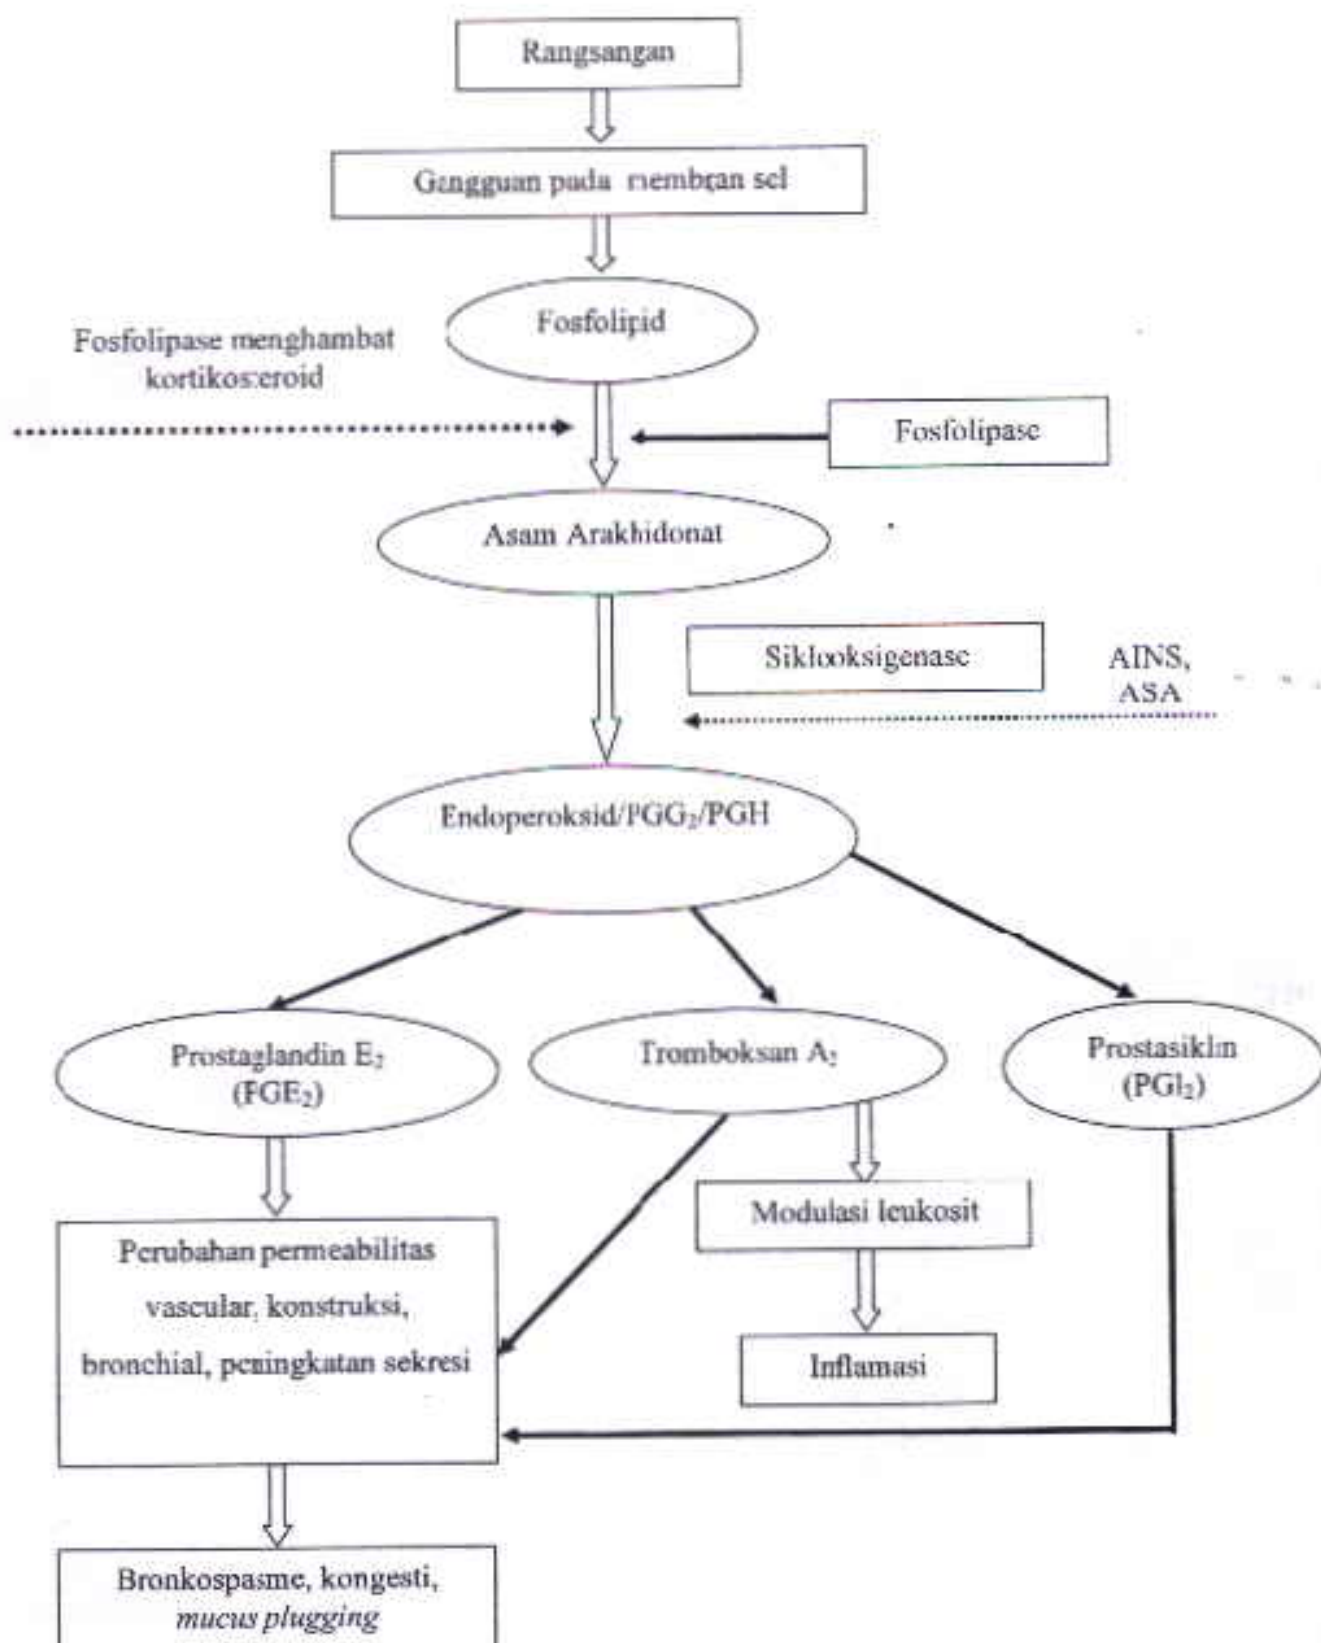 Rangsangan
Gangguan pada membran sel
Fosfolipid
Fosfolipase menghambat
kortikosteroid
Fosfolipase
Asam Arakhidonat
Siklooksigenase
AINS,
ASA
Endoperoksid/PGG₂/PGH
Prostaglandin E₂
(PGE₂)
Tromboksan A₂
Prostasiklin
(PGI₂)
Modulasi leukosit
Perubahan permeabilitas
vascular, konstruksi,
bronchial, peningkatan sekresi
Inflamasi
Bronkospasme, kongesti,
mucus plugging